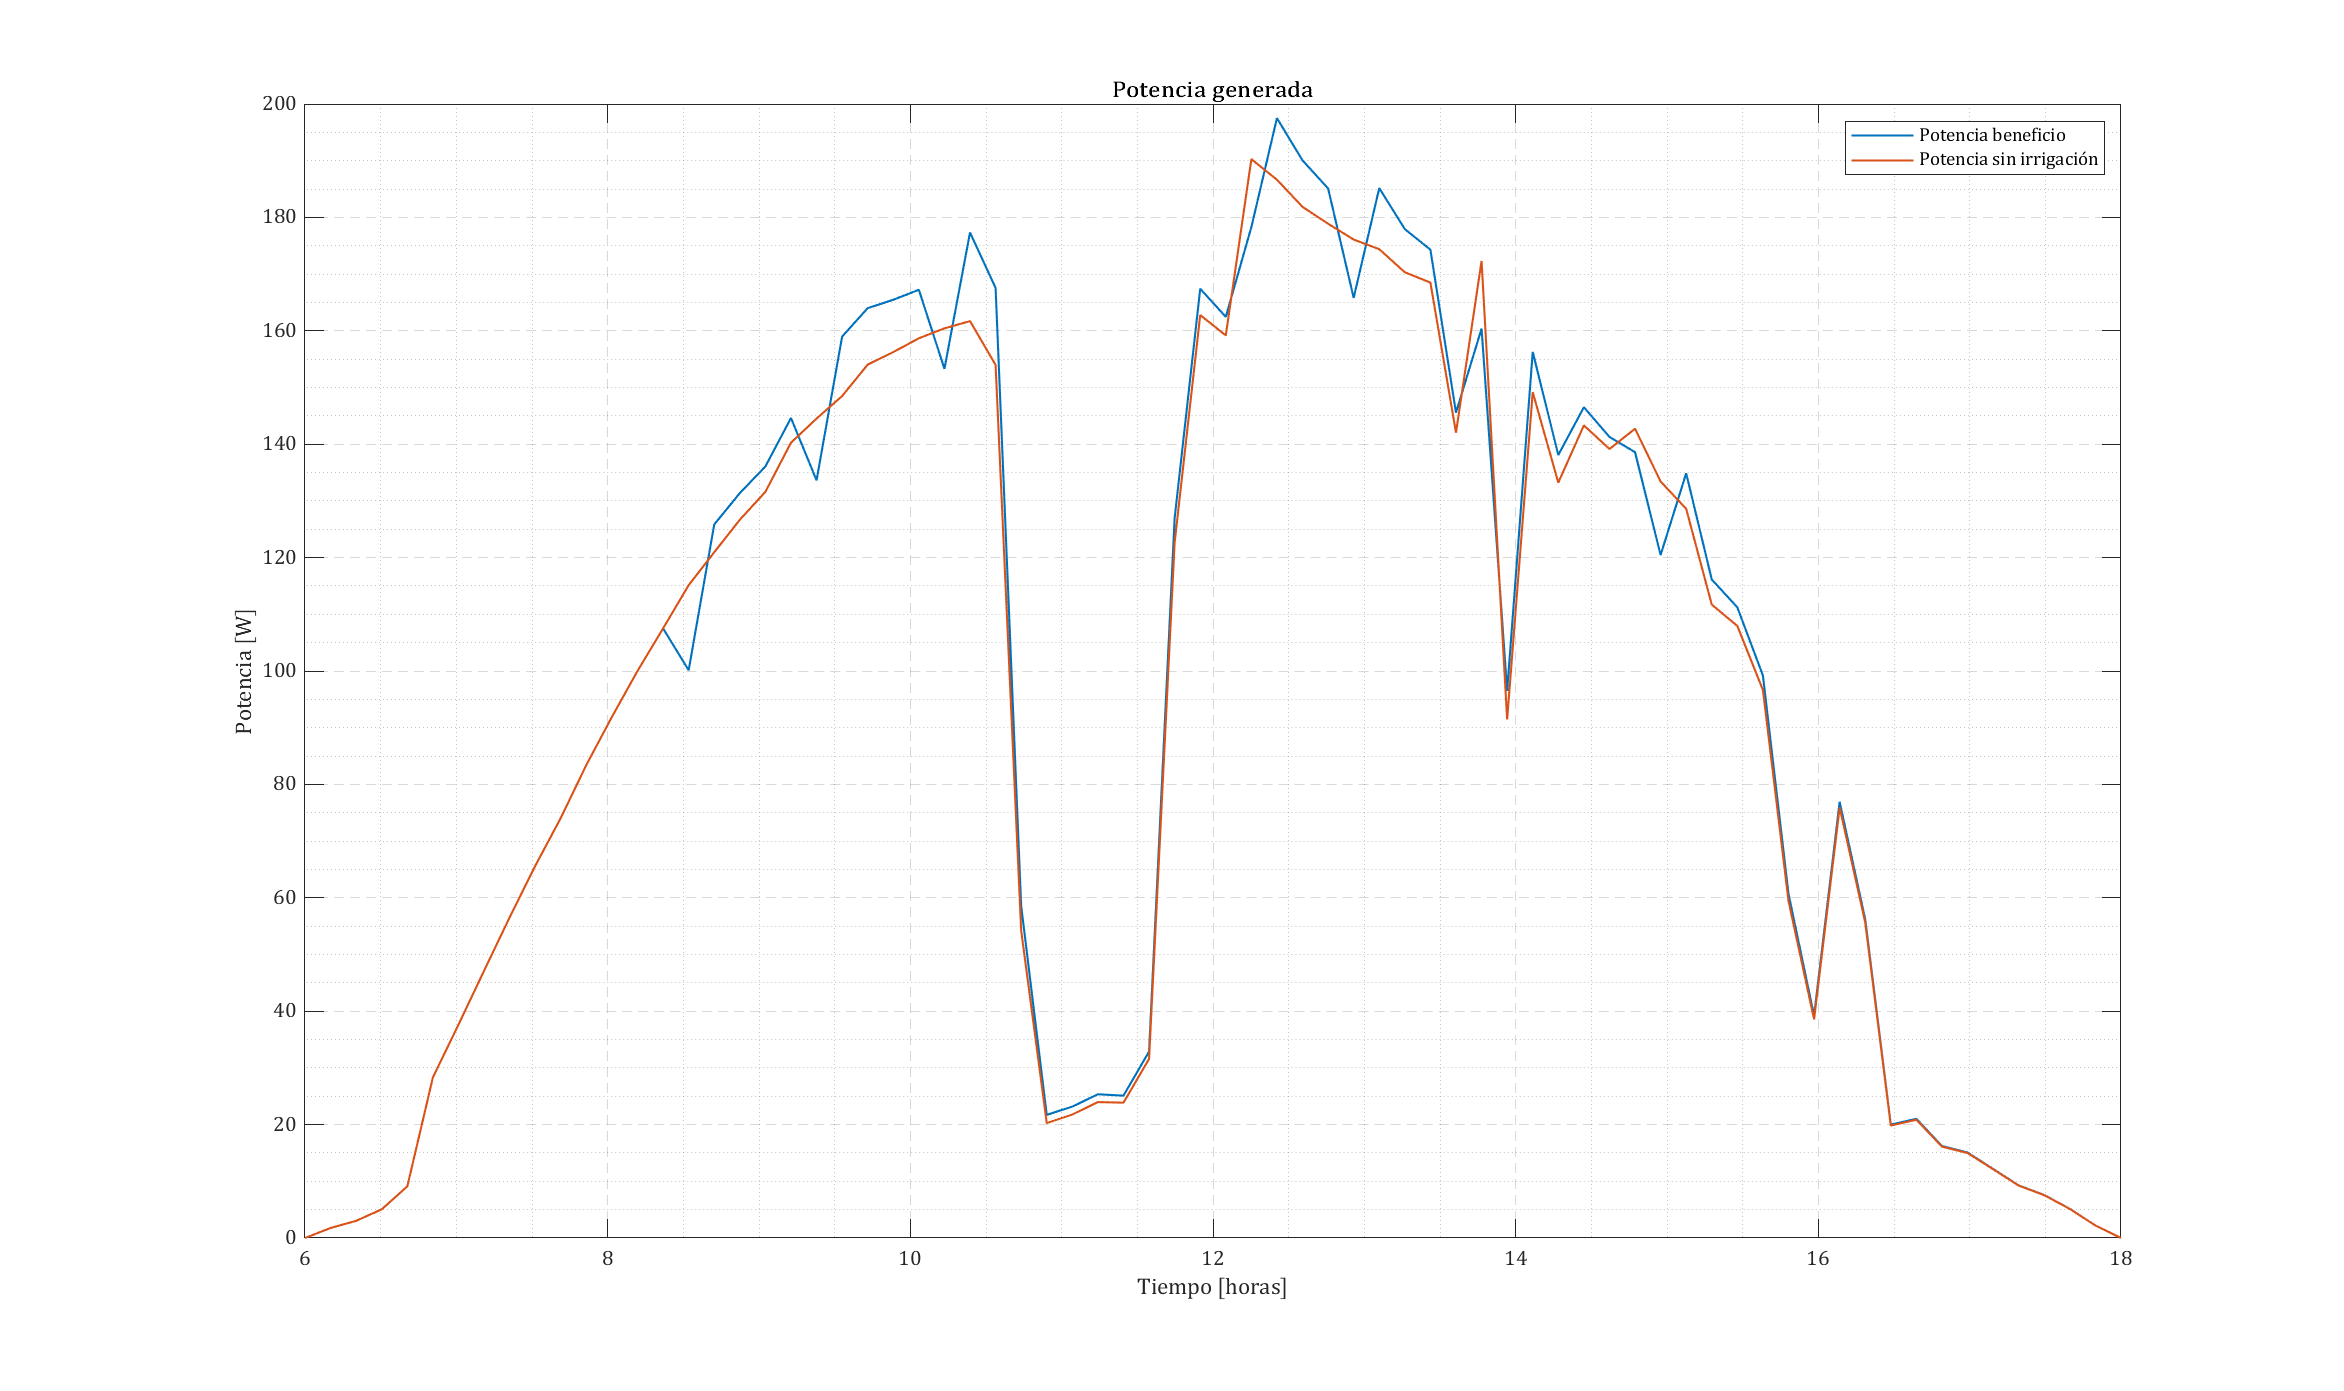 Potencia generada
200
180
160
140
120
100
80
60
40
20
0
Potencia [W]
Potencia beneficio
Potencia sin irrigación
6 8 10 12 14 16 18
Tiempo [horas]